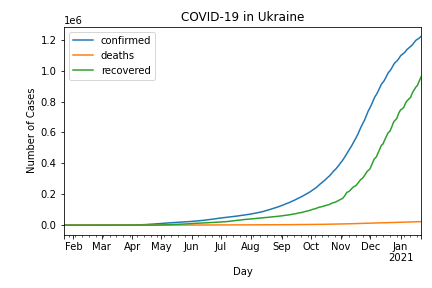 COVID-19 in Ukraine
1e6
confirmed
deaths
recovered
1.2
1.0
0.8
0.6
0.4
0.2
0.0
Number of Cases
Feb Mar Apr May Jun Jul Aug Sep Oct Nov Dec Jan
2021
Day